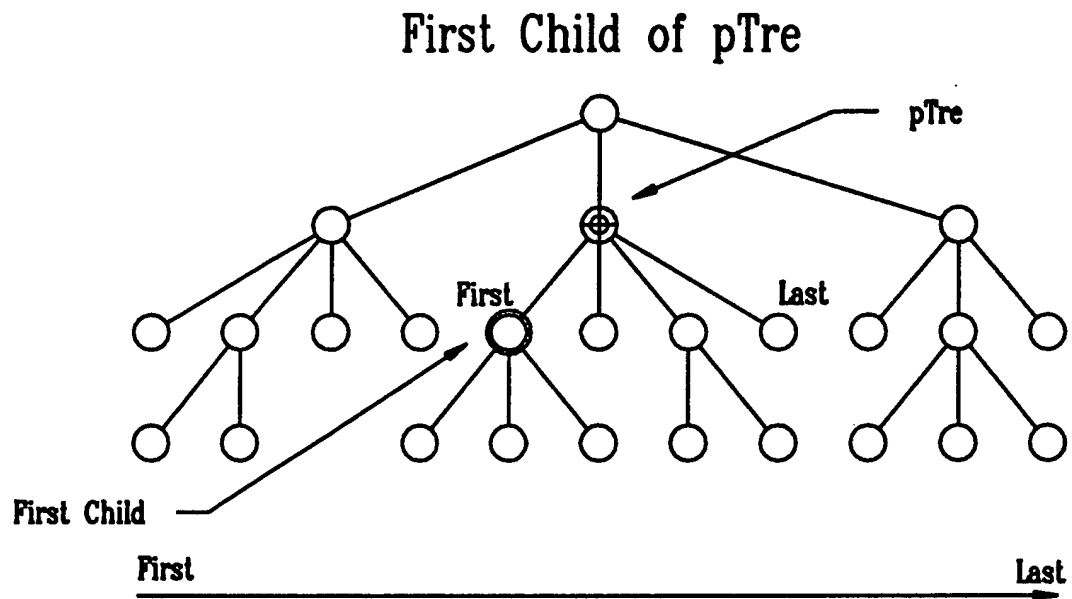 First Child of pTre
pTre
First
Last
First Child
First
Last